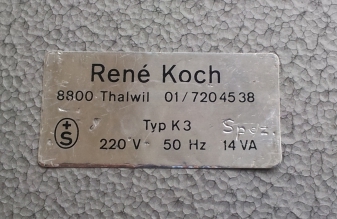 René Koch
8800 Thalwil 01/7204538
Typ K3 Spez.
+S 220 V~ 50 Hz 14 VA